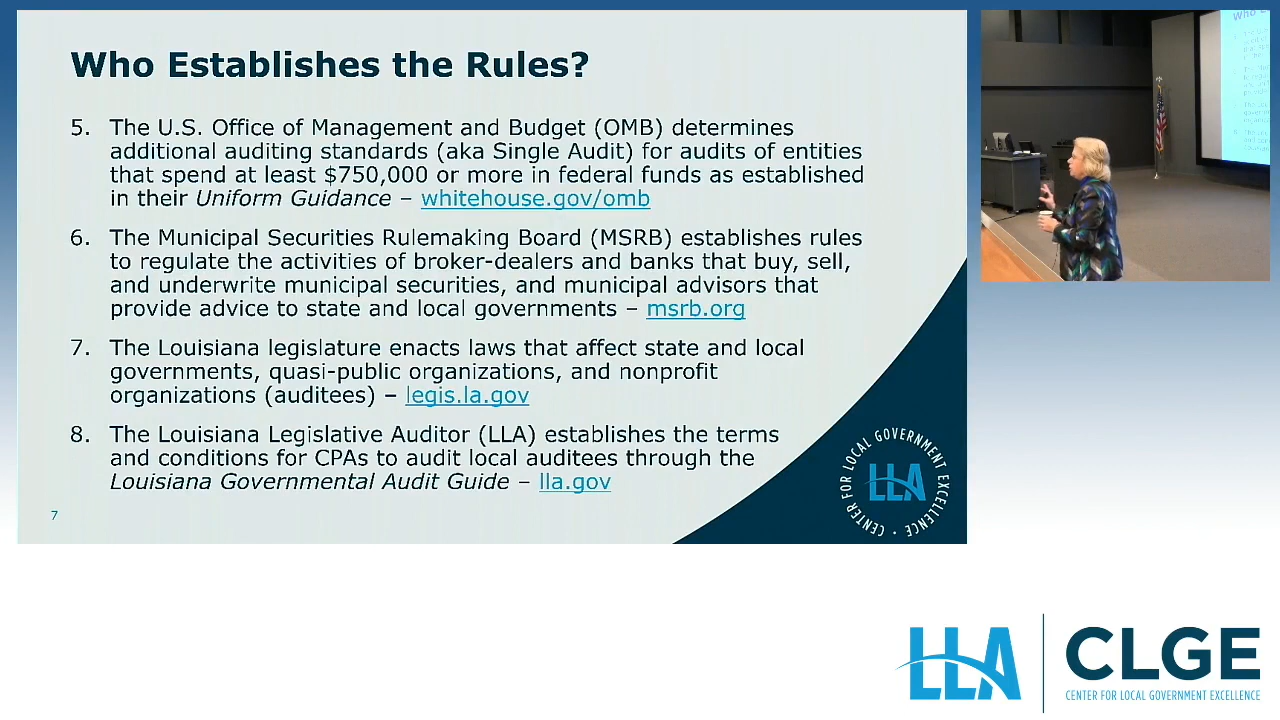 Who Establishes the Rules?
5. The U.S. Office of Management and Budget (OMB) determines
additional auditing standards (aka Single Audit) for audits of entities
that spend at least $750,000 or more in federal funds as established
in their Uniform Guidance – whitehouse.gov/omb
6. The Municipal Securities Rulemaking Board (MSRB) establishes rules
to regulate the activities of broker-dealers and banks that buy, sell,
and underwrite municipal securities, and municipal advisors that
provide advice to state and local governments – msrb.org
7. The Louisiana legislature enacts laws that affect state and local
governments, quasi-public organizations, and nonprofit
organizations (auditees) – legis.la.gov
8. The Louisiana Legislative Auditor (LLA) establishes the terms
and conditions for CPAs to audit local auditees through the
Louisiana Governmental Audit Guide – lla.gov
7
CENTER FOR LOCAL GOVERNMENT EXCELLENCE
LLA
LLA
CLGE
CENTER FOR LOCAL GOVERNMENT EXCELLENCE